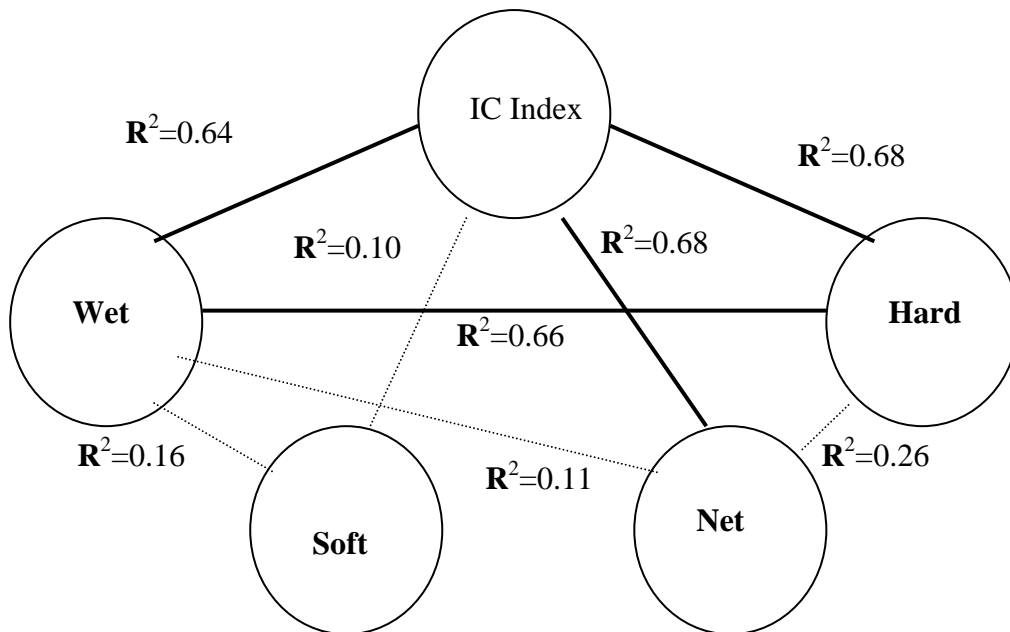 IC Index
R²=0.64
R²=0.68
R²=0.10
R²=0.68
Wet
Hard
R²=0.66
R²=0.16
R²=0.11
R²=0.26
Soft
Net